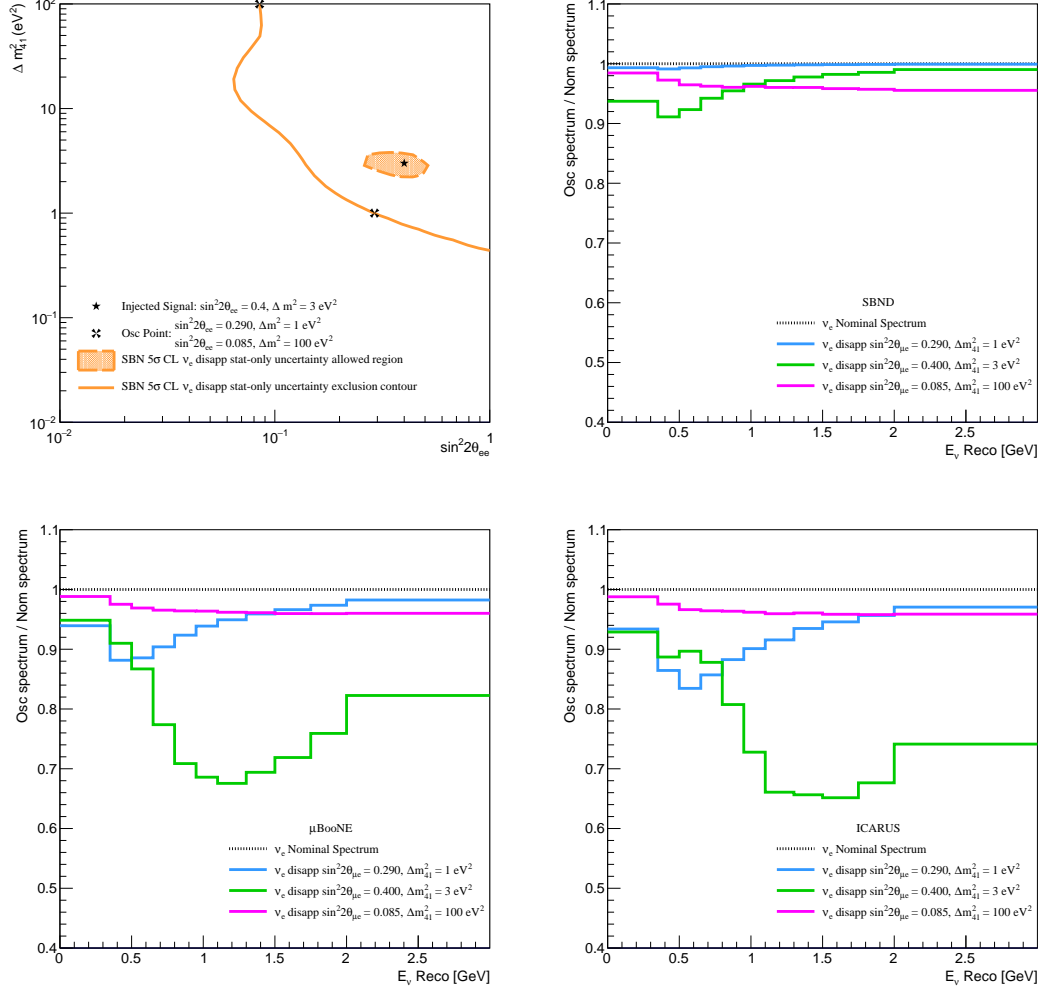 Δ m²₄₁ (eV²)
10²
10
1
10⁻¹
10⁻²
10⁻² 10⁻¹ 1
sin²2θee
Injected Signal: sin²2θee = 0.4, Δ m² = 3 eV²
Osc Point: sin²2θee = 0.290, Δm² = 1 eV²
sin²2θee = 0.085, Δm² = 100 eV²
SBN 5σ CL νe disapp stat-only uncertainty allowed region
SBN 5σ CL νe disapp stat-only uncertainty exclusion contour
Osc spectrum / Nom spectrum
1.1
1
0.9
0.8
0.7
0.6
0.5
0.4
0 0.5 1 1.5 2 2.5
Eν Reco [GeV]
SBND
νe Nominal Spectrum
νe disapp sin²2θμe = 0.290, Δm²₄₁ = 1 eV²
νe disapp sin²2θμe = 0.400, Δm²₄₁ = 3 eV²
νe disapp sin²2θμe = 0.085, Δm²₄₁ = 100 eV²
Osc spectrum / Nom spectrum
1.1
1
0.9
0.8
0.7
0.6
0.5
0.4
0 0.5 1 1.5 2 2.5
Eν Reco [GeV]
μBooNE
νe Nominal Spectrum
νe disapp sin²2θμe = 0.290, Δm²₄₁ = 1 eV²
νe disapp sin²2θμe = 0.400, Δm²₄₁ = 3 eV²
νe disapp sin²2θμe = 0.085, Δm²₄₁ = 100 eV²
Osc spectrum / Nom spectrum
1.1
1
0.9
0.8
0.7
0.6
0.5
0.4
0 0.5 1 1.5 2 2.5
Eν Reco [GeV]
ICARUS
νe Nominal Spectrum
νe disapp sin²2θμe = 0.290, Δm²₄₁ = 1 eV²
νe disapp sin²2θμe = 0.400, Δm²₄₁ = 3 eV²
νe disapp sin²2θμe = 0.085, Δm²₄₁ = 100 eV²